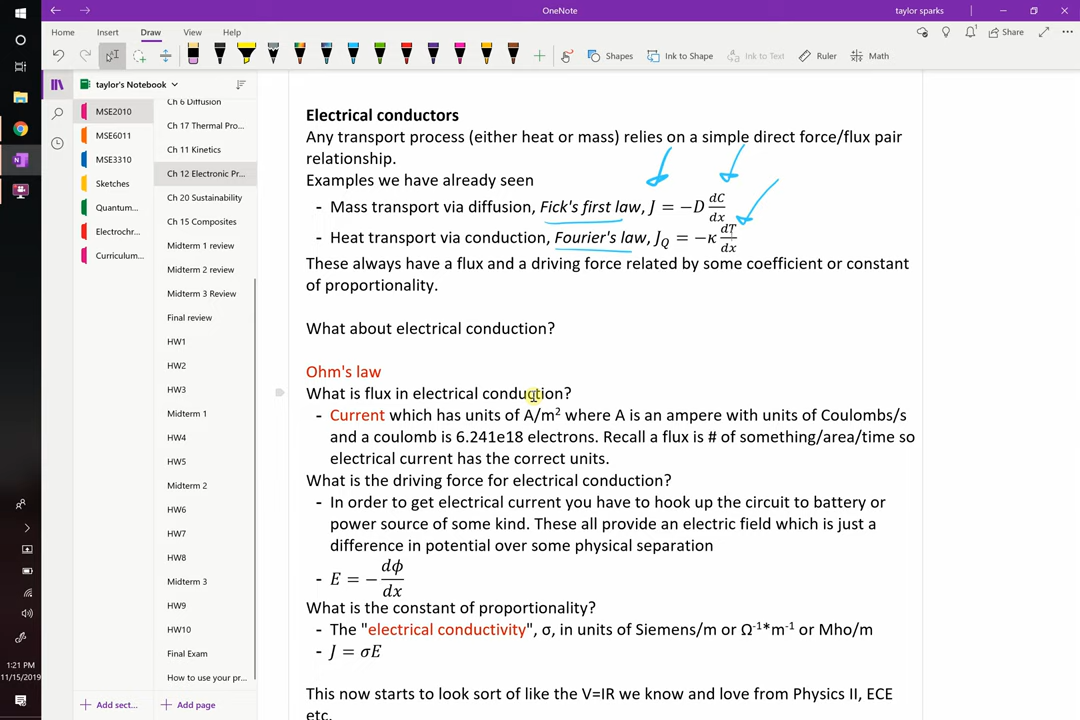 OneNote
taylor sparks
Home
Insert
Draw
View
Help
Share
Shapes
Ink to Shape
Ink to Text
Ruler
Math
taylor's Notebook
MSE2010
MSE6011
MSE3310
Sketches
Quantum...
Electrochr...
Curriculum...
Ch 6 Diffusion
Ch 17 Thermal Pro...
Ch 11 Kinetics
Ch 12 Electronic Pr...
Ch 20 Sustainability
Ch 15 Composites
Midterm 1 review
Midterm 2 review
Midterm 3 Review
Final review
HW1
HW2
HW3
Midterm 1
HW4
HW5
Midterm 2
HW6
HW7
HW8
Midterm 3
HW9
HW10
Final Exam
How to use your pr...
+ Add sect...
+ Add page
Electrical conductors
Any transport process (either heat or mass) relies on a simple direct force/flux pair
relationship.
Examples we have already seen
- Mass transport via diffusion, Fick's first law, J = −D dC/dx
- Heat transport via conduction, Fourier's law, J_Q = −κ dT/dx
These always have a flux and a driving force related by some coefficient or constant
of proportionality.
What about electrical conduction?
Ohm's law
What is flux in electrical conduction?
- Current which has units of A/m² where A is an ampere with units of Coulombs/s
and a coulomb is 6.241e18 electrons. Recall a flux is # of something/area/time so
electrical current has the correct units.
What is the driving force for electrical conduction?
- In order to get electrical current you have to hook up the circuit to battery or
power source of some kind. These all provide an electric field which is just a
difference in potential over some physical separation
- E = − dϕ/dx
What is the constant of proportionality?
- The "electrical conductivity", σ, in units of Siemens/m or Ω⁻¹*m⁻¹ or Mho/m
- J = σE
This now starts to look sort of like the V=IR we know and love from Physics II, ECE
etc.
1:21 PM
11/15/2019